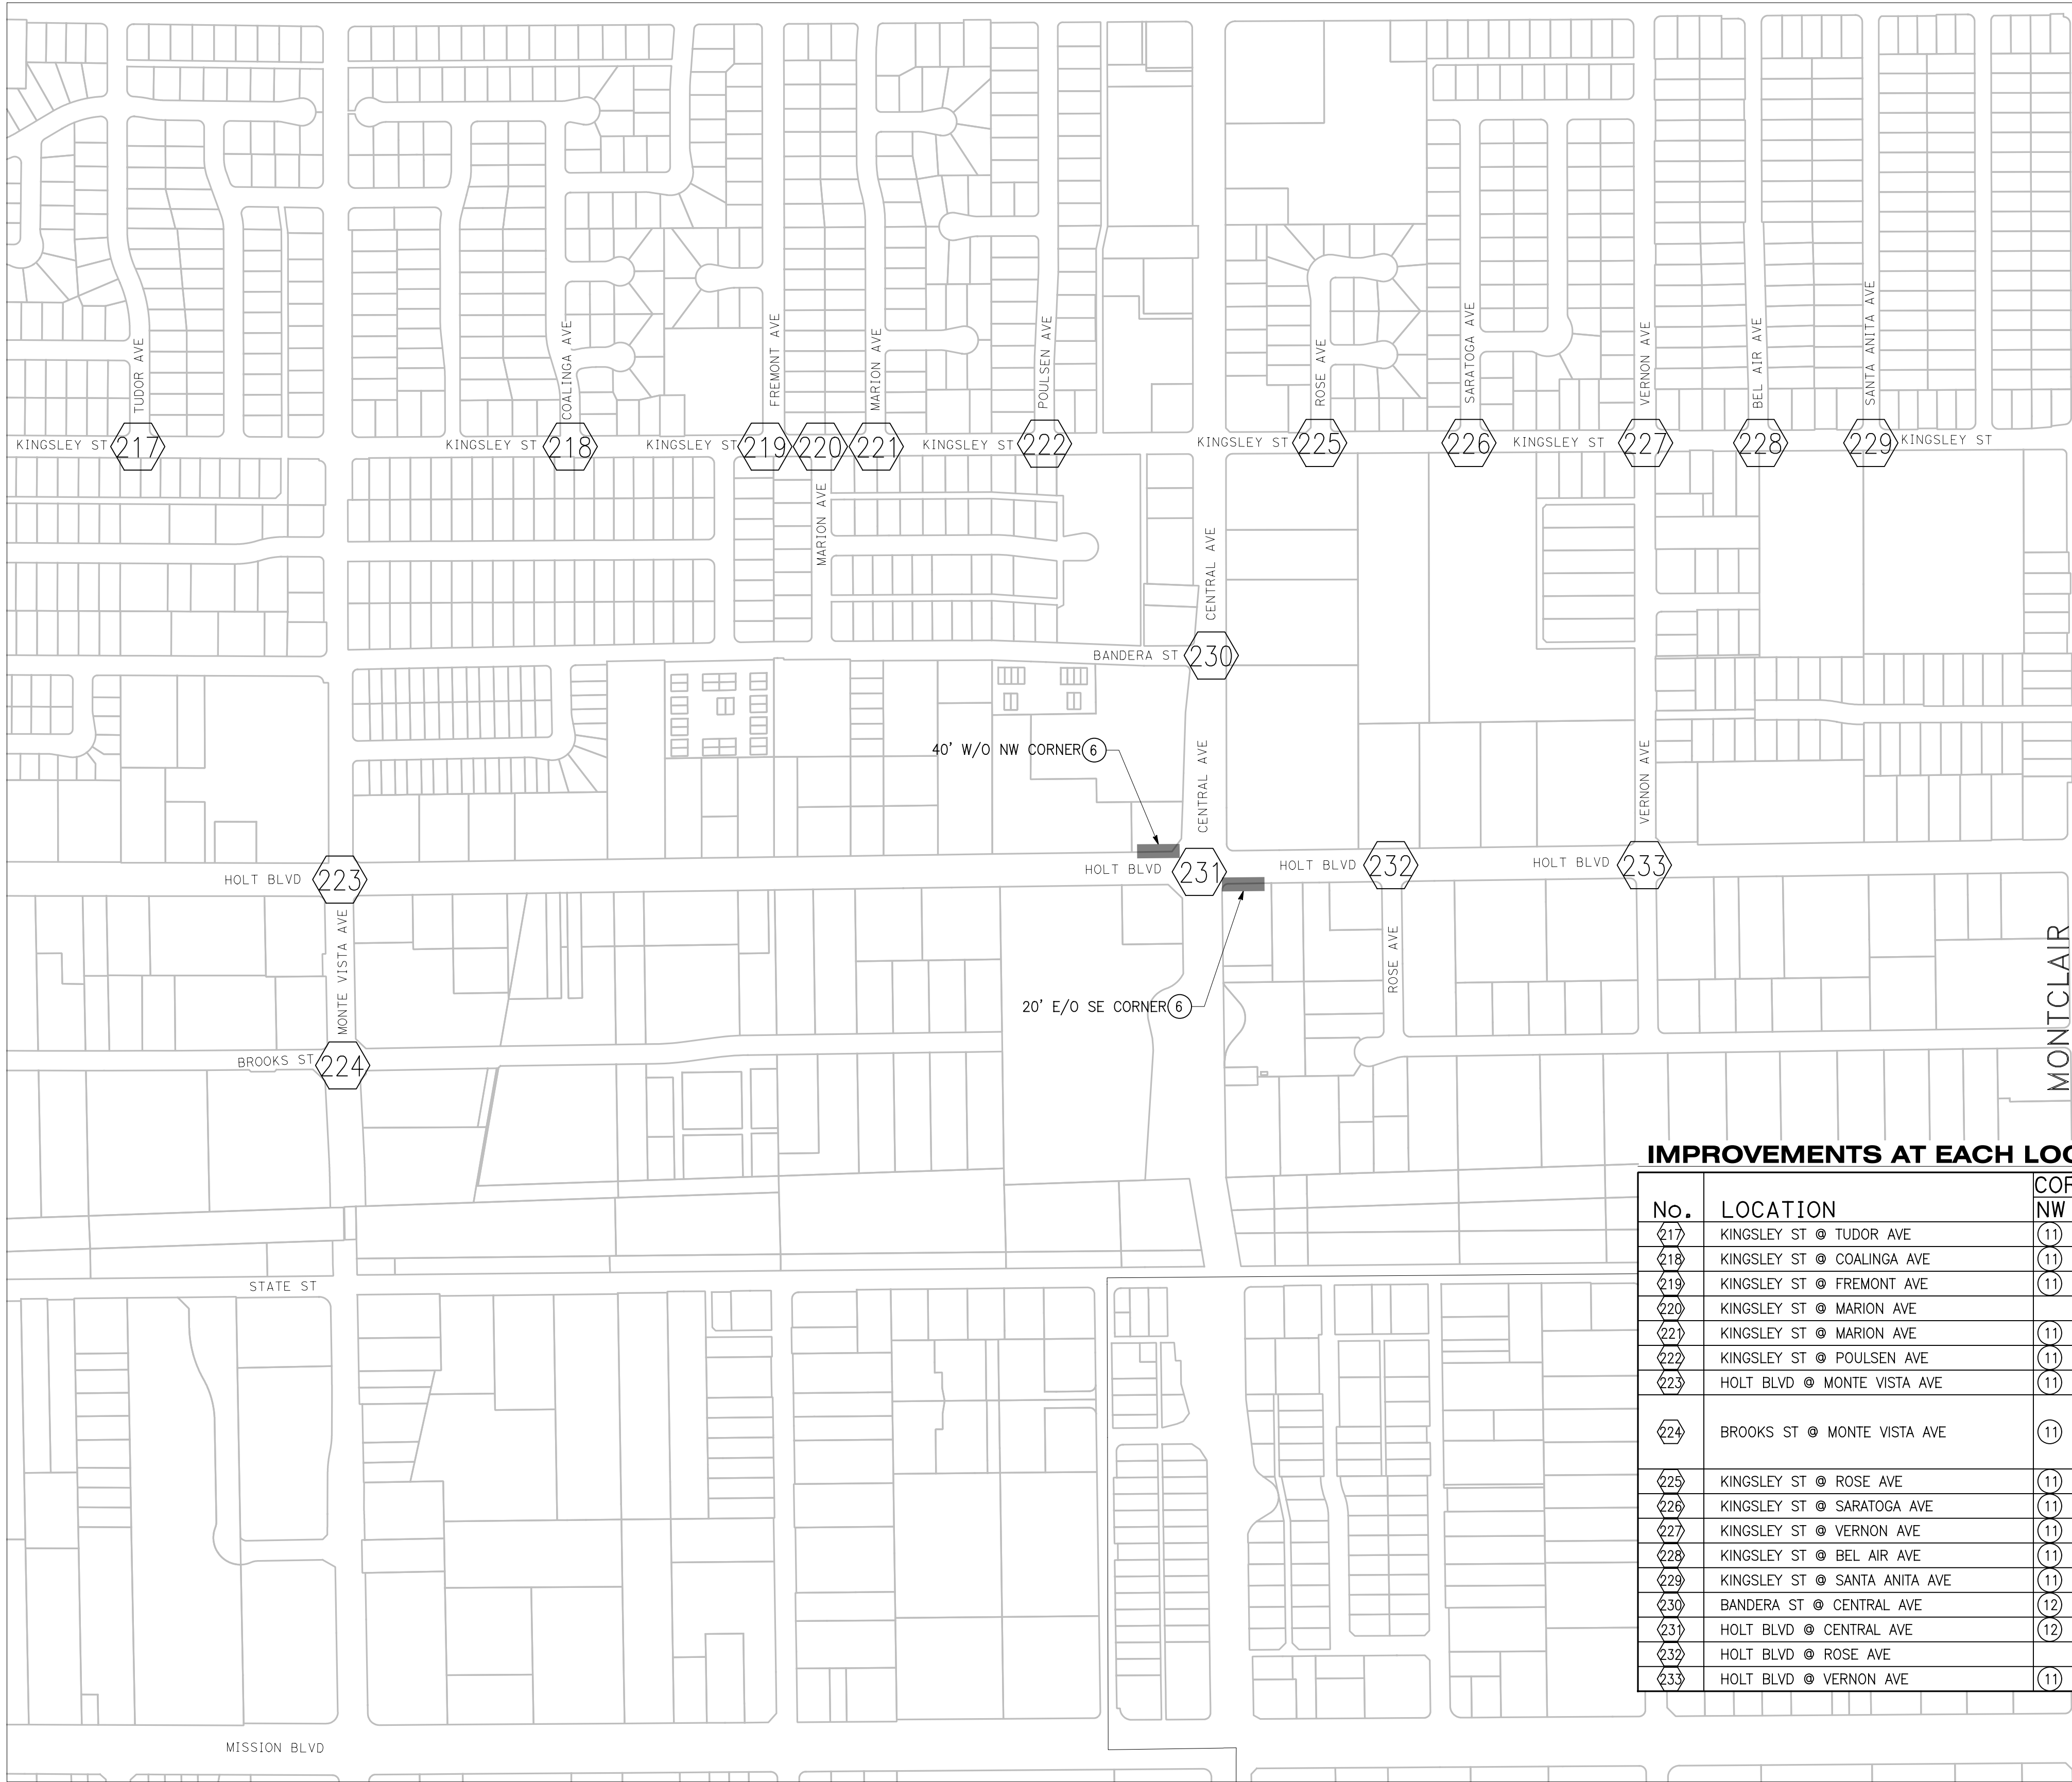 TUDOR AVE
COALINGA AVE
FREMONT AVE
MARION AVE
POULSEN AVE
ROSE AVE
SARATOGA AVE
VERNON AVE
BEL AIR AVE
SANTA ANITA AVE
KINGSLEY ST 217
KINGSLEY ST 218
KINGSLEY ST 219 220 221
KINGSLEY ST 222
KINGSLEY ST 225
226 KINGSLEY ST 227
228
229 KINGSLEY ST
MARION AVE
CENTRAL AVE
BANDERA ST 230
40' W/O NW CORNER 6
CENTRAL AVE
VERNON AVE
HOLT BLVD 223
HOLT BLVD 231
HOLT BLVD 232
HOLT BLVD 233
MONTE VISTA AVE
ROSE AVE
MONTCLAIR
20' E/O SE CORNER 6
BROOKS ST 224
STATE ST
MISSION BLVD
IMPROVEMENTS AT EACH LOC
COR
No. LOCATION NW
217 KINGSLEY ST @ TUDOR AVE 11
218 KINGSLEY ST @ COALINGA AVE 11
219 KINGSLEY ST @ FREMONT AVE 11
220 KINGSLEY ST @ MARION AVE
221 KINGSLEY ST @ MARION AVE 11
222 KINGSLEY ST @ POULSEN AVE 11
223 HOLT BLVD @ MONTE VISTA AVE 11
224 BROOKS ST @ MONTE VISTA AVE 11
225 KINGSLEY ST @ ROSE AVE 11
226 KINGSLEY ST @ SARATOGA AVE 11
227 KINGSLEY ST @ VERNON AVE 11
228 KINGSLEY ST @ BEL AIR AVE 11
229 KINGSLEY ST @ SANTA ANITA AVE 11
230 BANDERA ST @ CENTRAL AVE 12
231 HOLT BLVD @ CENTRAL AVE 12
232 HOLT BLVD @ ROSE AVE
233 HOLT BLVD @ VERNON AVE 11